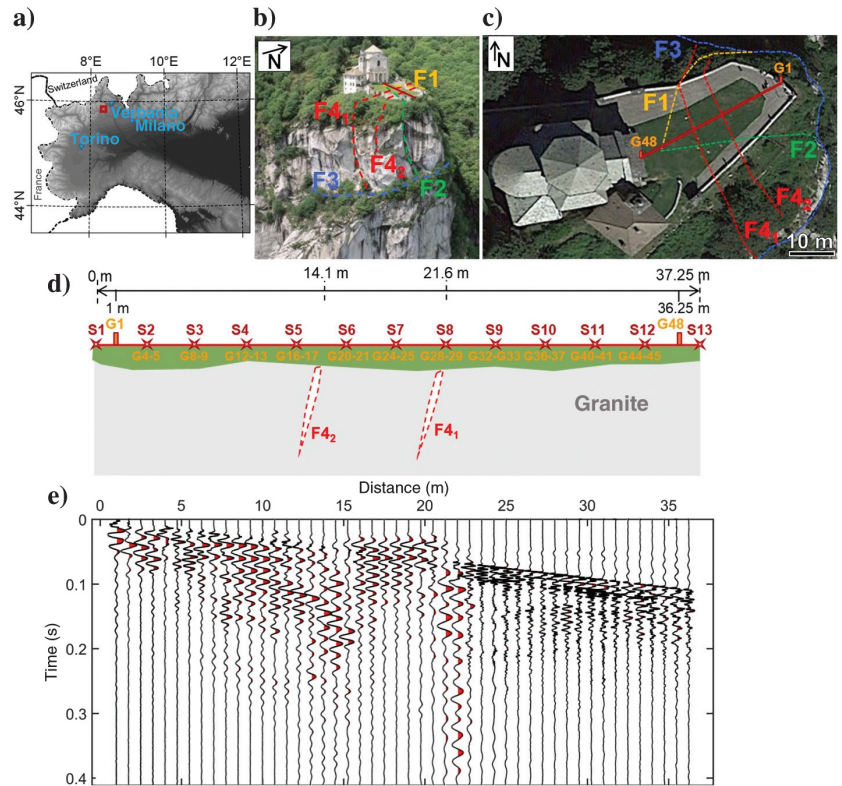 a)
Switzerland
8°
10°
12°E
46°N
Verbania
Milano
Torino
France
44°N
b)
N
F1
F4₁
F4₂
F3
F2
c)
N
F3
G1
F1
G48
F2
F4₂
F4₁
10 m
d)
0 m 14.1 m 21.6 m 37.25 m
1 m 36.25 m
S1 G1 S2 S3 S4 S5 S6 S7 S8 S9 S10 S11 S12 G48 S13
G4-5 G8-9 G12-13 G16-17 G20-21 G24-25 G28-29 G32-G33 G36-37 G40-41 G44-45
F4₂ F4₁ Granite
e)
Distance (m)
0 5 10 15 20 25 30 35
Time (s)
0
0.1
0.2
0.3
0.4